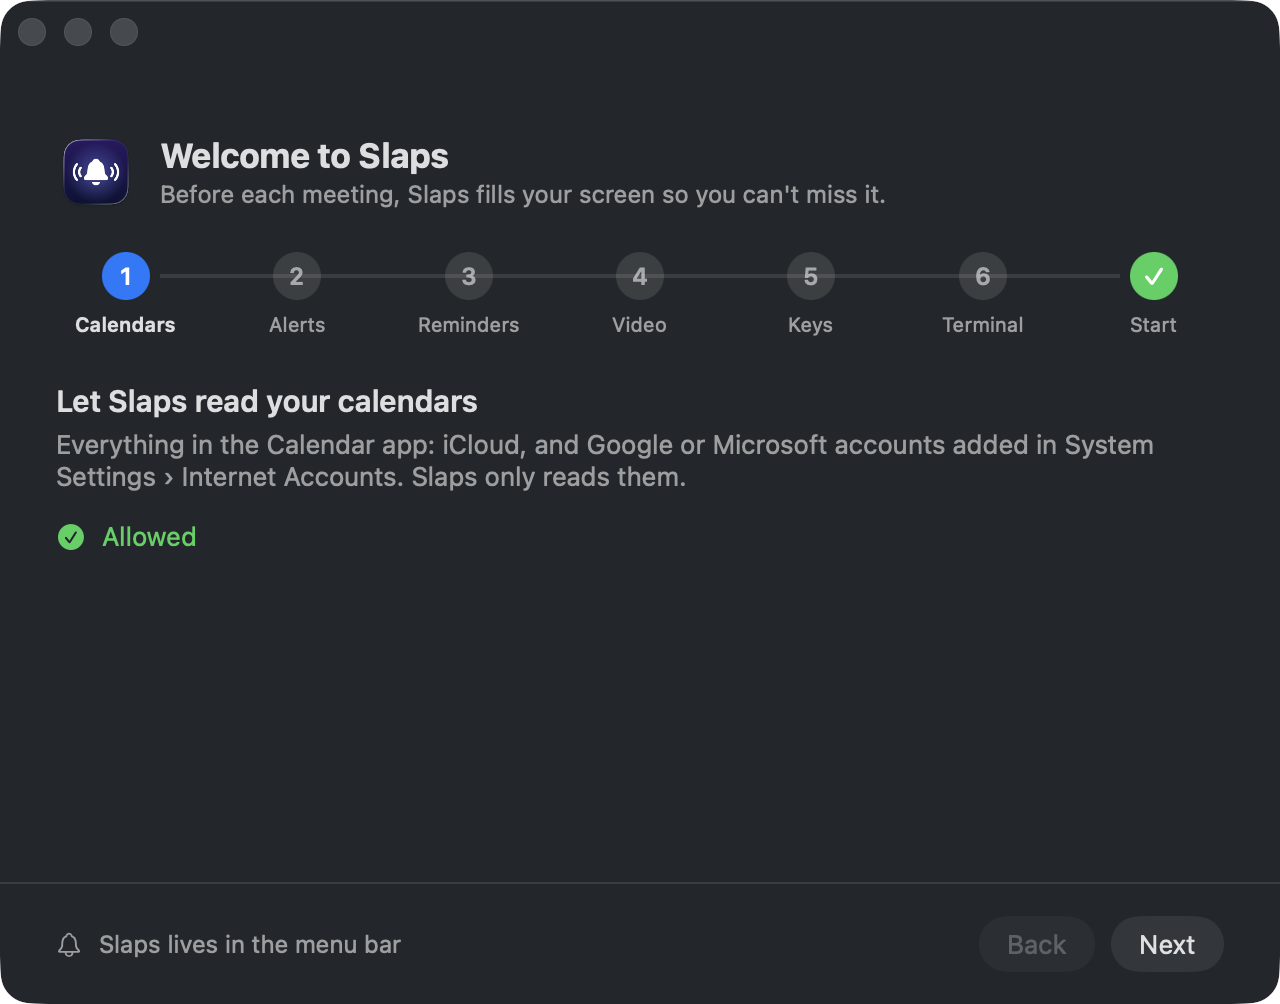 Welcome to Slaps
Before each meeting, Slaps fills your screen so you can't miss it.
1
2
3
4
5
6
Calendars
Alerts
Reminders
Video
Keys
Terminal
Start
Let Slaps read your calendars
Everything in the Calendar app: iCloud, and Google or Microsoft accounts added in System
Settings › Internet Accounts. Slaps only reads them.
Allowed
Slaps lives in the menu bar
Back
Next